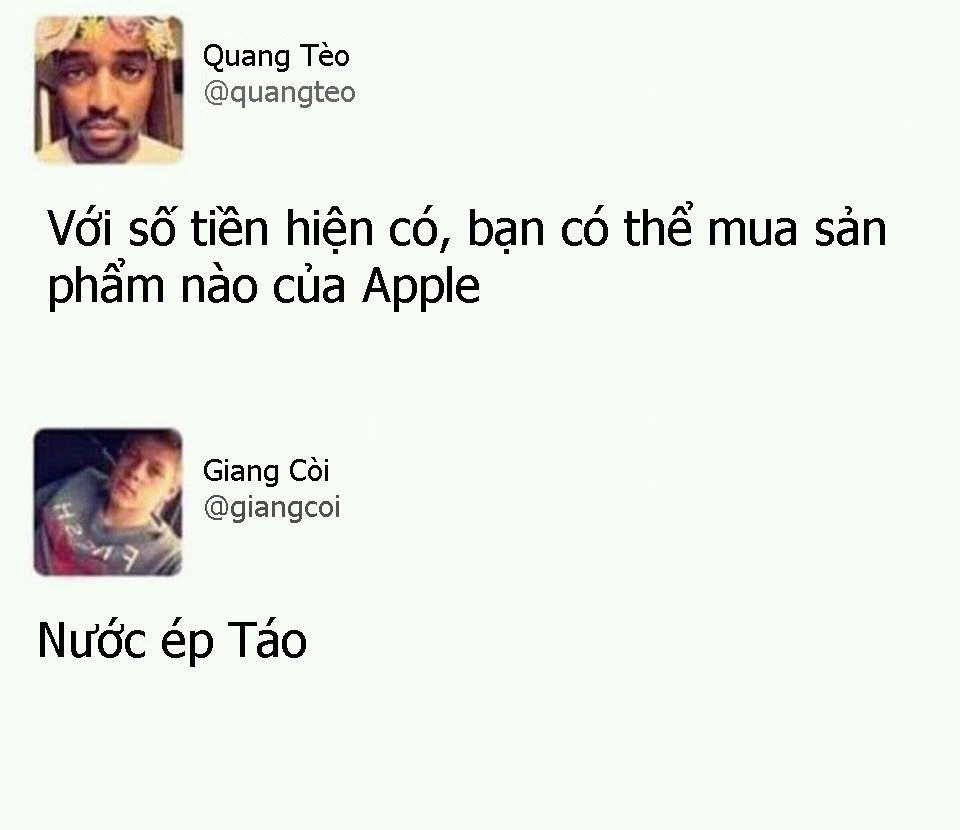 Quang Tèo
@quangteo
Với số tiền hiện có, bạn có thể mua sản
phẩm nào của Apple
Giang Còi
@giangcoi
Nước ép Táo